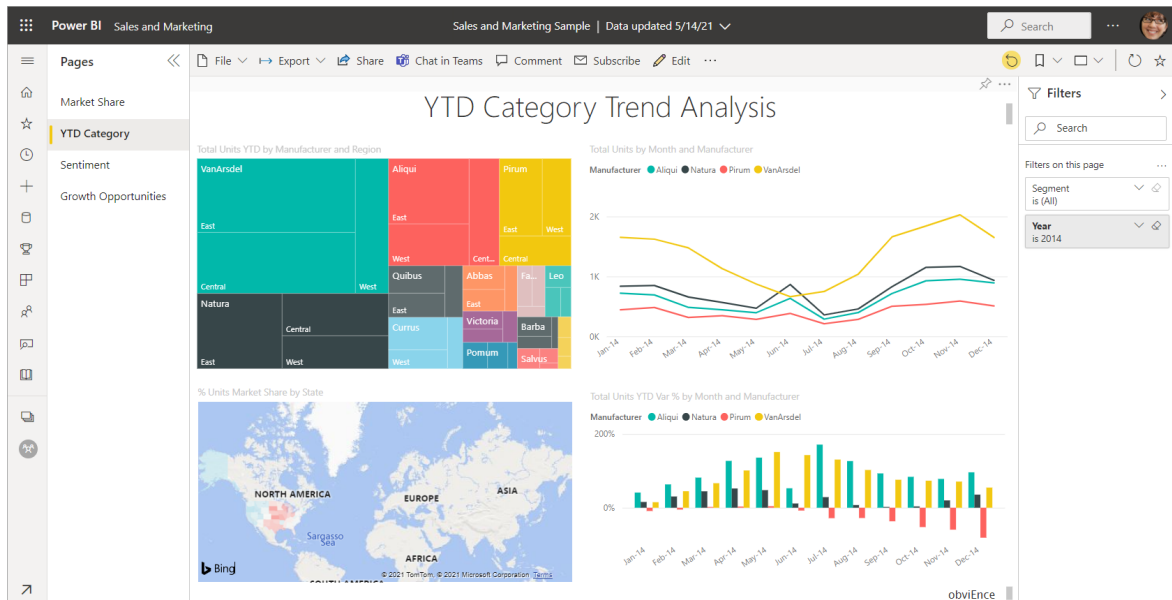 Power BI Sales and Marketing
Sales and Marketing Sample | Data updated 5/14/21
Search
Pages
Market Share
YTD Category
Sentiment
Growth Opportunities
File
Export
Share
Chat in Teams
Comment
Subscribe
Edit
YTD Category Trend Analysis
Total Units YTD by Manufacturer and Region
VanArsdel
East
Central
West
Aliqui
East
West
Cent...
Pirum
East
West
Central
Natura
East
Central
West
Quibus
East
Currus
West
Abbas
East
Victoria
Pomum
Fa...
Leo
Barba
Salvus
Total Units by Month and Manufacturer
Manufacturer Aliqui Natura Pirum VanArsdel
2K
1K
0K
Jan-14 Feb-14 Mar-14 Apr-14 May-14 Jun-14 Jul-14 Aug-14 Sep-14 Oct-14 Nov-14 Dec-14
% Units Market Share by State
NORTH AMERICA
EUROPE
ASIA
Sargasso
Sea
AFRICA
Bing
© 2021 TomTom, © 2021 Microsoft Corporation Terms
SOUTH AMERICA
Total Units YTD Var % by Month and Manufacturer
Manufacturer Aliqui Natura Pirum VanArsdel
200%
0%
Jan-14 Feb-14 Mar-14 Apr-14 May-14 Jun-14 Jul-14 Aug-14 Sep-14 Oct-14 Nov-14 Dec-14
obviEnce
Filters
Search
Filters on this page
Segment
is (All)
Year
is 2014